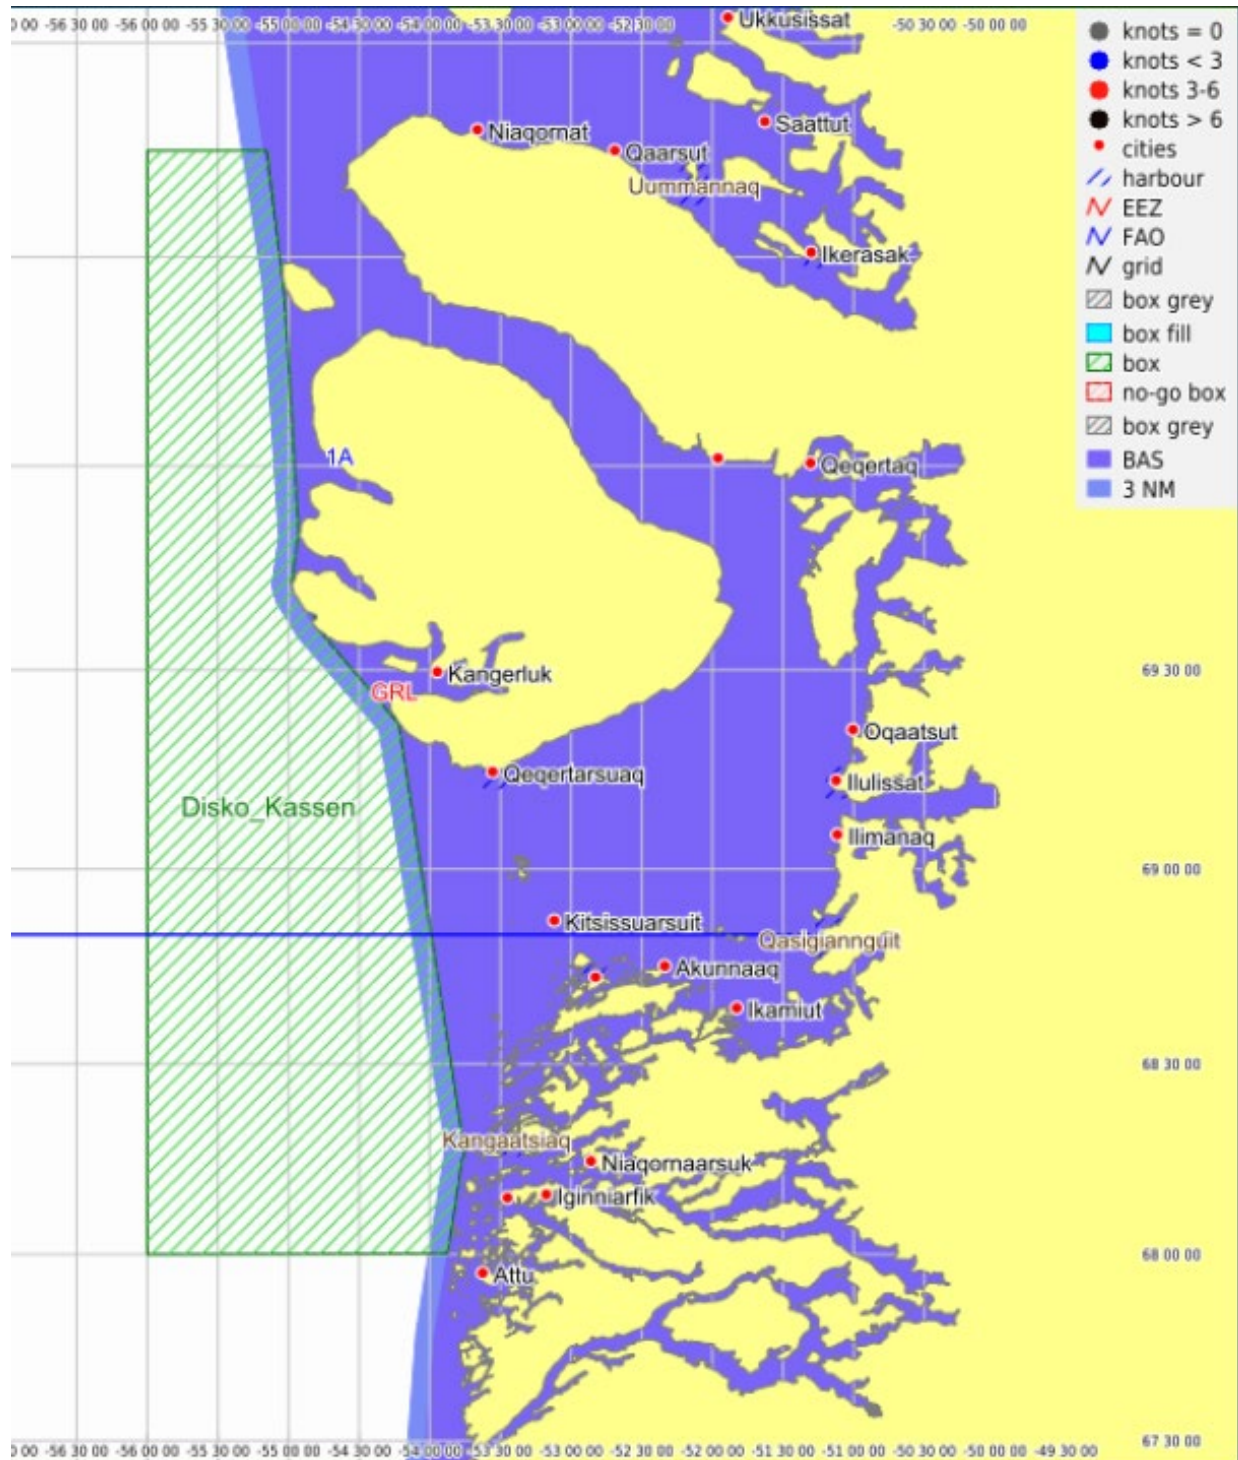 00 00 -56 30 00 -56 00 00 -55 30 00 -55 00 00 -54 30 00 -54 00 00 -53 30 00 -53 00 00 -52 30 00 -50 30 00 -50 00 00
Ukkusissat
knots = 0
knots < 3
knots 3-6
knots > 6
cities
harbour
EEZ
FAO
grid
box grey
box fill
box
no-go box
box grey
BAS
3 NM
Niaqornat
Saattut
Qaarsut
Uummannaq
Ikerasak
1A
Qeqertaq
Kangerluk
69 30 00
GRL
Oqaatsut
Qeqertarsuaq
Ilulissat
Disko_Kassen
Ilimanaq
69 00 00
Kitsissuarsuit
Qasigiannguit
Akunnaaq
Ikamiut
68 30 00
Kangaatsiaq
Niaqornaarsuk
Iginniarfik
68 00 00
Attu
67 30 00
00 00 -56 30 00 -56 00 00 -55 30 00 -55 00 00 -54 30 00 -54 00 00 -53 30 00 -53 00 00 -52 30 00 -52 00 00 -51 30 00 -51 00 00 -50 30 00 -50 00 00 -49 30 00